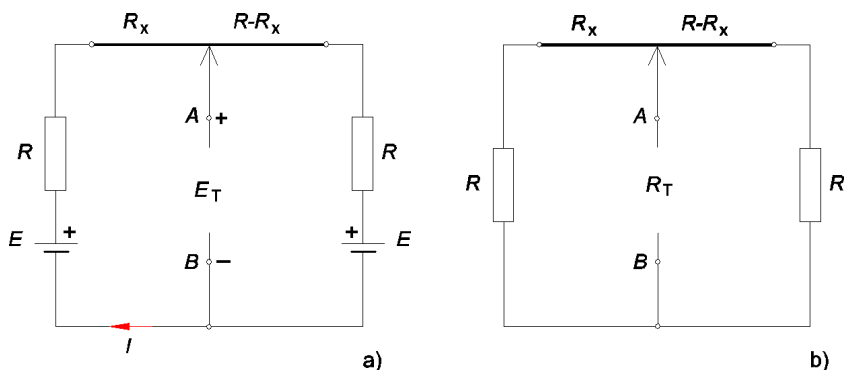 Rx R-Rx
A +
R ET R
E + + E
B −
I
a)
Rx R-Rx
A
R RT R
B
b)